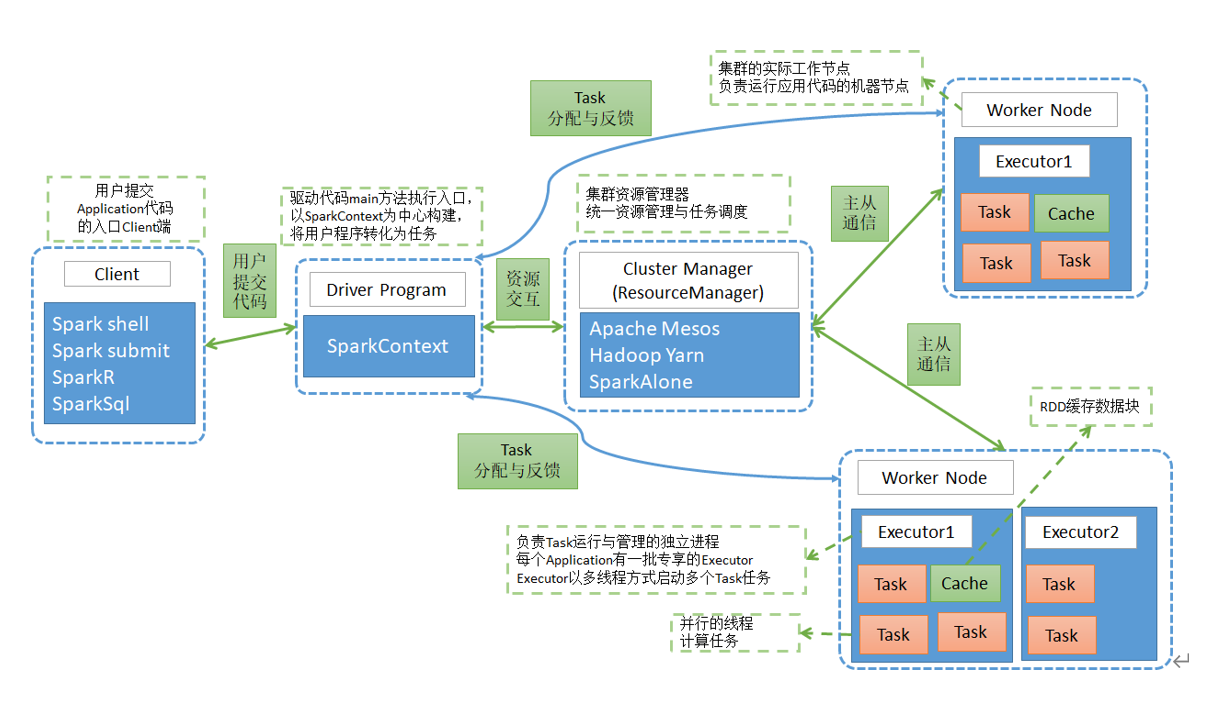 用户提交
Application代码
的入口Client端
Client
Spark shell
Spark submit
SparkR
SparkSql
用户
提交
代码
驱动代码main方法执行入口，
以SparkContext为中心构建，
将用户程序转化为任务
Driver Program
SparkContext
资源
交互
Task
分配与反馈
Task
分配与反馈
集群资源管理器
统一资源管理与任务调度
Cluster Manager
(ResourceManager)
Apache Mesos
Hadoop Yarn
SparkAlone
主从
通信
主从
通信
集群的实际工作节点
负责运行应用代码的机器节点
Worker Node
Executor1
Task
Cache
Task
Task
RDD缓存数据块
Worker Node
Executor1
Task
Cache
Task
Task
Executor2
Task
Task
负责Task运行与管理的独立进程
每个Application有一批专享的Executor
Executor以多线程方式启动多个Task任务
并行的线程
计算任务